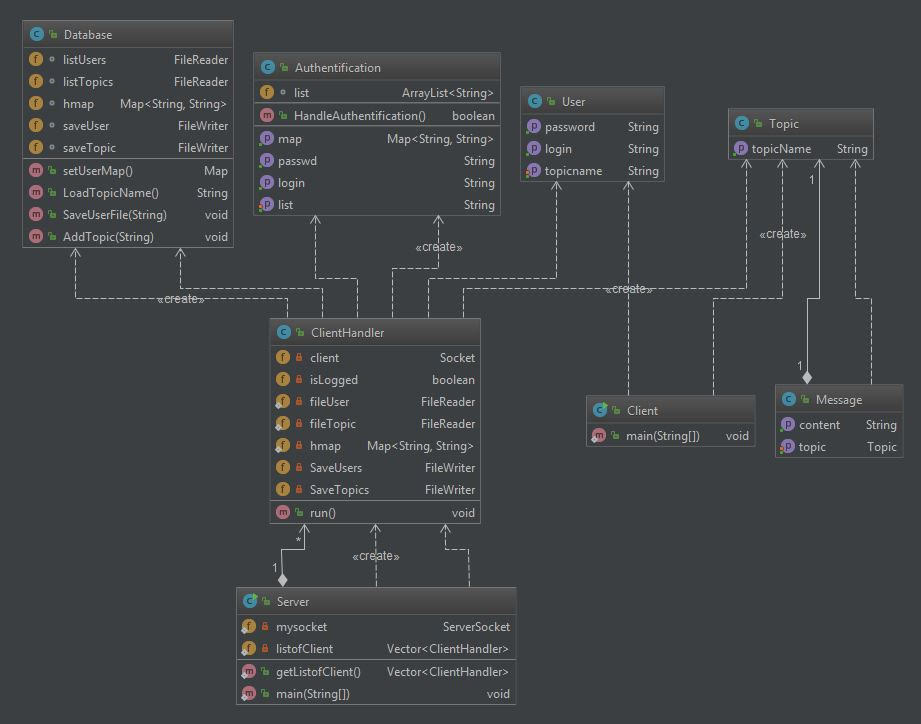 Database
listUsers FileReader
listTopics FileReader
hmap Map<String, String>
saveUser FileWriter
saveTopic FileWriter
setUserMap() Map
LoadTopicName() String
SaveUserFile(String) void
AddTopic(String) void
Authentification
list ArrayList<String>
HandleAuthentification() boolean
map Map<String, String>
passwd String
login String
list String
User
password String
login String
topicname String
Topic
topicName String
1
«create»
«create»
«create»
«create»
ClientHandler
client Socket
isLogged boolean
fileUser FileReader
fileTopic FileReader
hmap Map<String, String>
SaveUsers FileWriter
SaveTopics FileWriter
run() void
Client
main(String[]) void
1
Message
content String
topic Topic
*
«create»
1
Server
mysocket ServerSocket
listofClient Vector<ClientHandler>
getListofClient() Vector<ClientHandler>
main(String[]) void